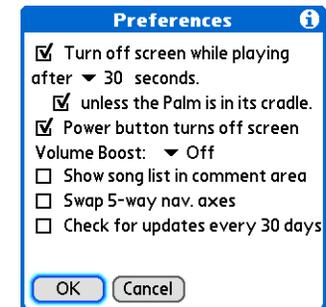 Preferences
Turn off screen while playing
after 30 seconds.
unless the Palm is in its cradle.
Power button turns off screen
Volume Boost: Off
Show song list in comment area
Swap 5-way nav. axes
Check for updates every 30 days
OK Cancel